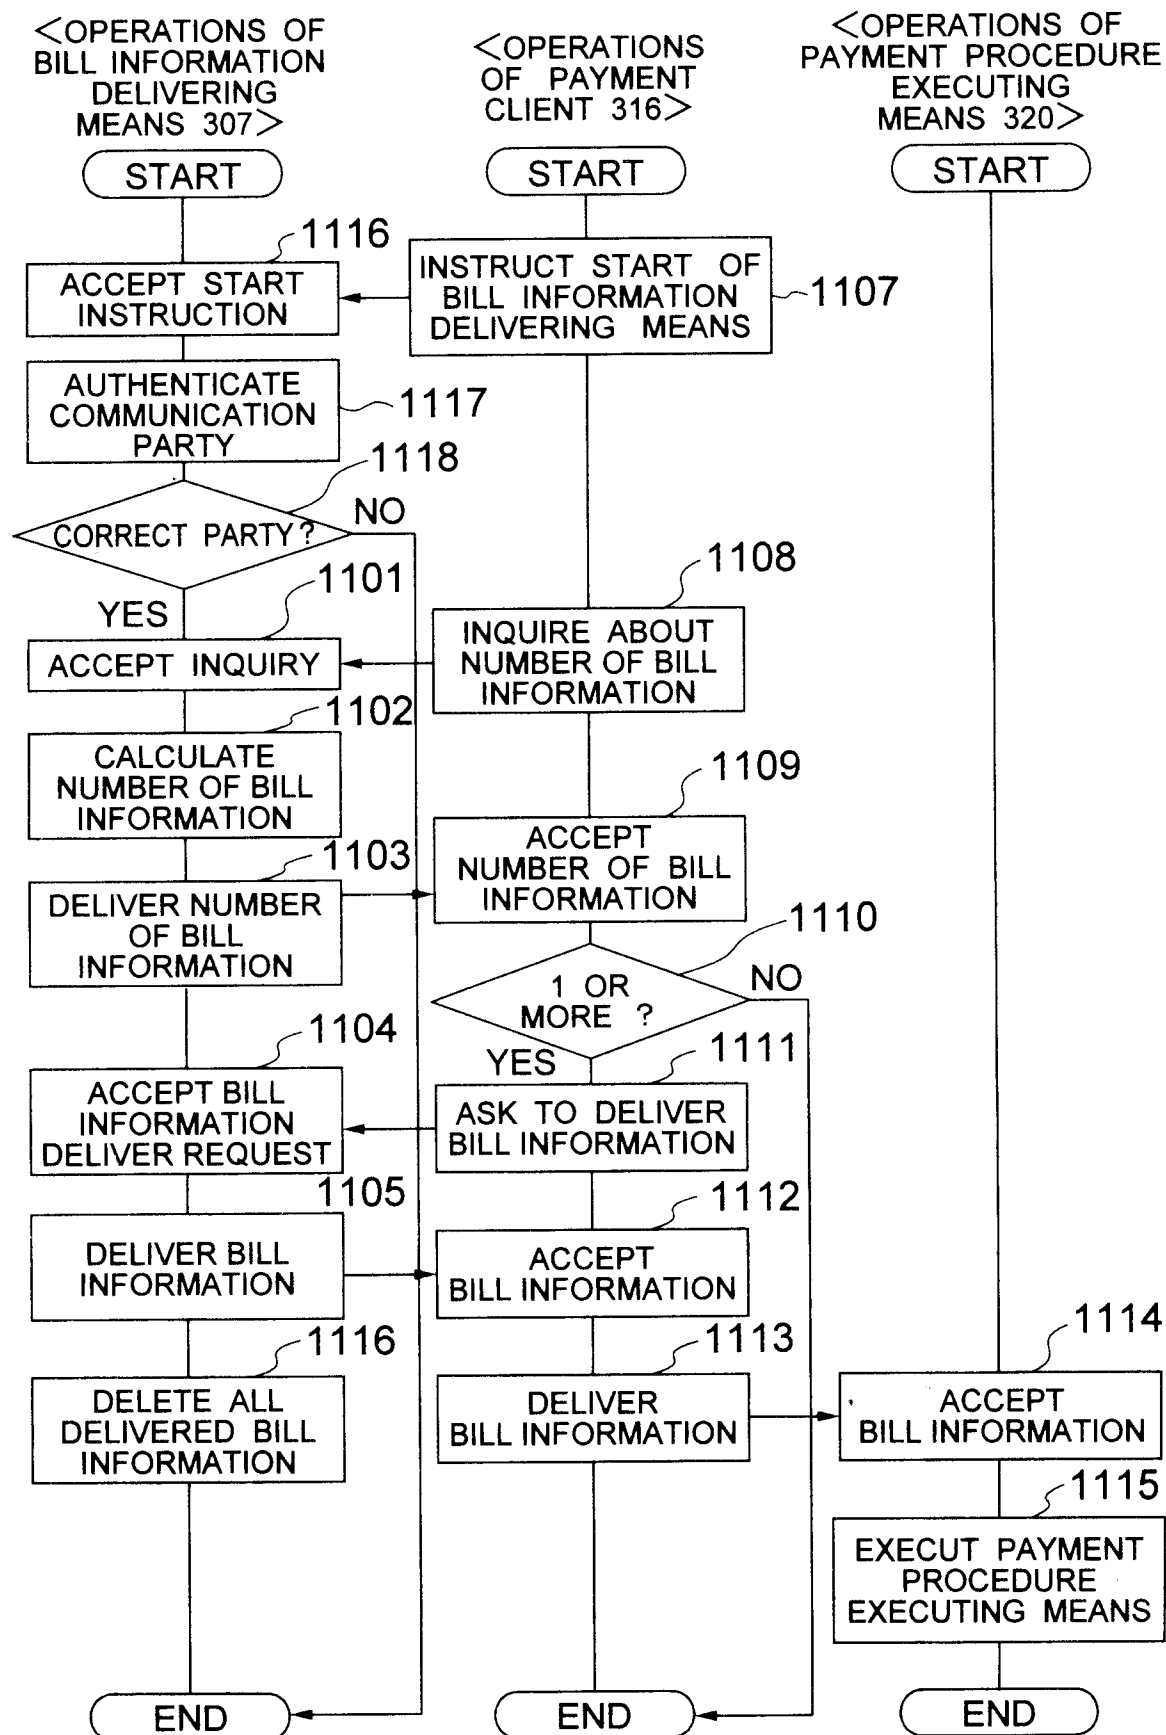 <OPERATIONS OF
BILL INFORMATION
DELIVERING
MEANS 307>
START
1116
ACCEPT START
INSTRUCTION
AUTHENTICATE
COMMUNICATION
PARTY
1117
1118
CORRECT PARTY?
NO
YES
1101
ACCEPT INQUIRY
1102
CALCULATE
NUMBER OF BILL
INFORMATION
1103
DELIVER NUMBER
OF BILL
INFORMATION
1104
ACCEPT BILL
INFORMATION
DELIVER REQUEST
1105
DELIVER BILL
INFORMATION
1116
DELETE ALL
DELIVERED BILL
INFORMATION
END
<OPERATIONS
OF PAYMENT
CLIENT 316>
START
INSTRUCT START OF
BILL INFORMATION
DELIVERING MEANS
1107
1108
INQUIRE ABOUT
NUMBER OF BILL
INFORMATION
1109
ACCEPT
NUMBER OF BILL
INFORMATION
1110
1 OR
MORE ?
NO
YES
1111
ASK TO DELIVER
BILL INFORMATION
1112
ACCEPT
BILL INFORMATION
1113
DELIVER
BILL INFORMATION
END
<OPERATIONS OF
PAYMENT PROCEDURE
EXECUTING
MEANS 320>
START
1114
ACCEPT
BILL INFORMATION
1115
EXECUT PAYMENT
PROCEDURE
EXECUTING MEANS
END